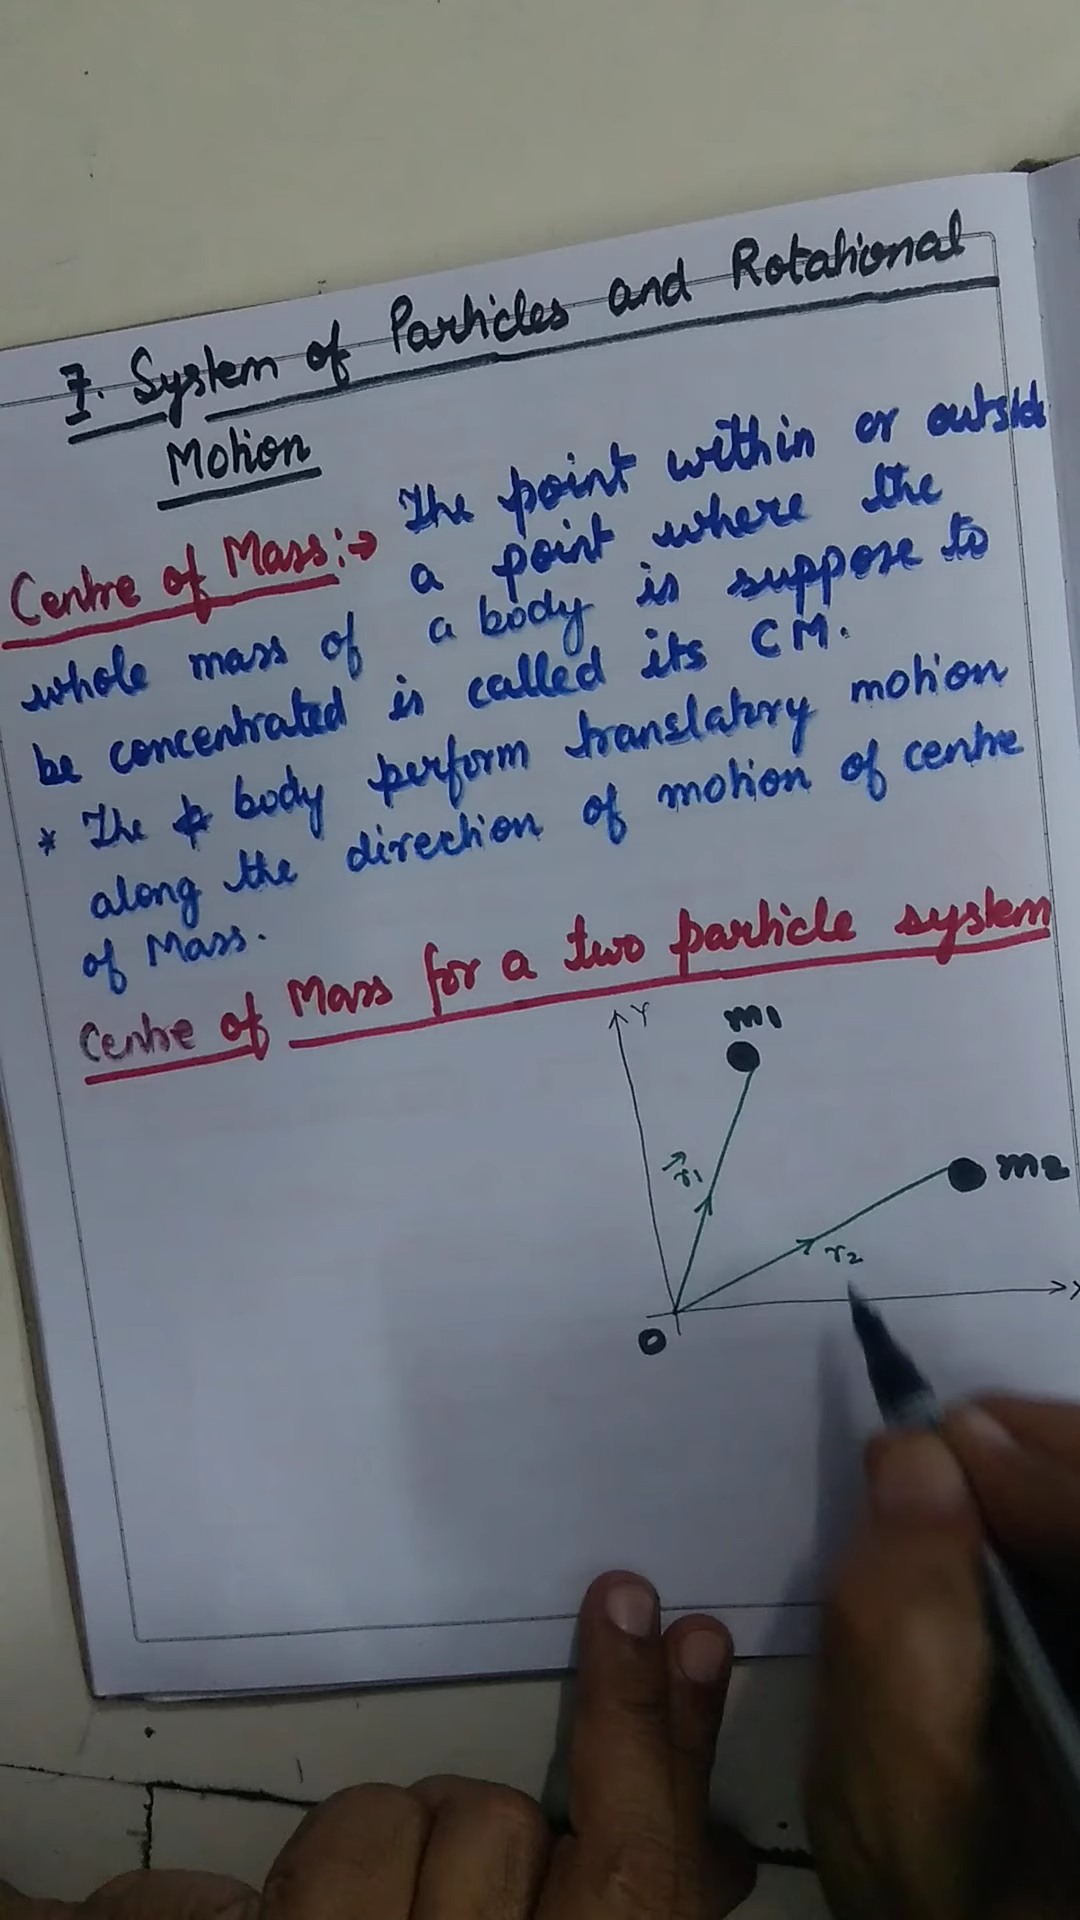 7. System of Particles and Rotational
Motion
Centre of Mass:→ The point within or outside
a point where the
whole mass of a body is suppose to
be concentrated is called its CM.
* The body perform translatory motion
along the direction of motion of centre
of Mass.
Centre of Mass for a two particle system
Y
m1
r1
m2
r2
X
O